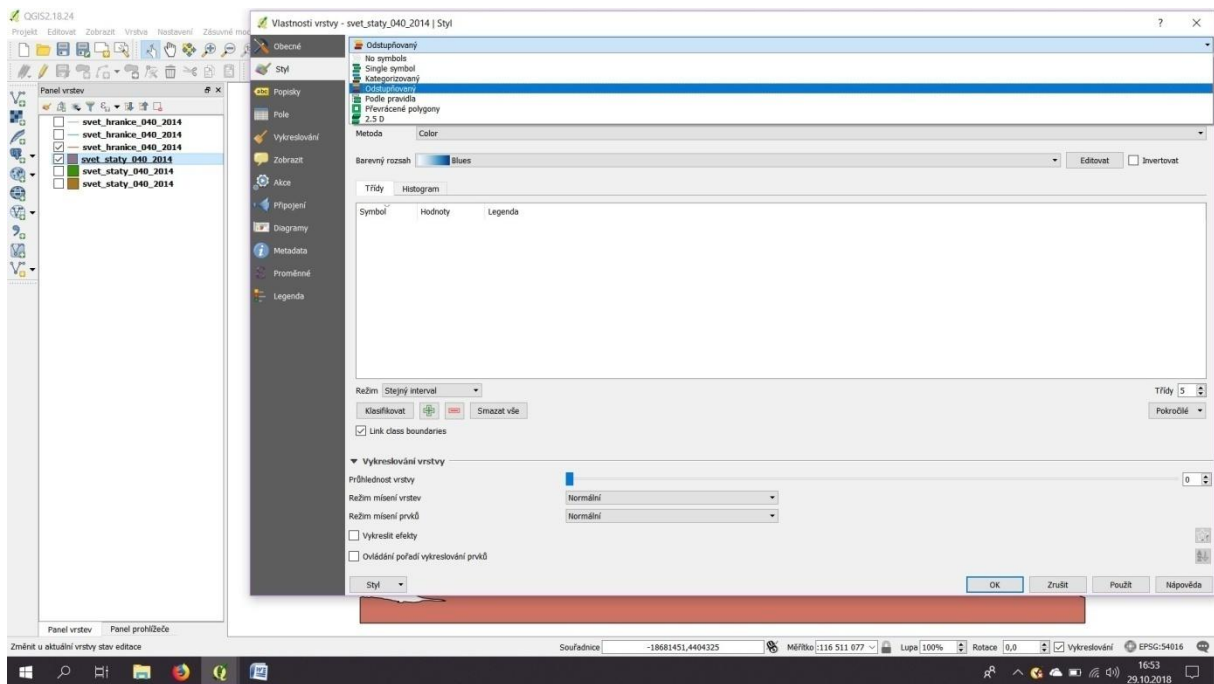 QGIS2.18.24
Projekt Editovat Zobrazit Vrstva Nastavení Zásuvné mod
Panel vrstev
svet_hranice_040_2014
svet_hranice_040_2014
svet_hranice_040_2014
svet_staty_040_2014
svet_staty_040_2014
svet_staty_040_2014
Panel vrstev Panel prohlížeče
Změnit u aktuální vrstvy stav editace
Vlastnosti vrstvy - svet_staty_040_2014 | Styl
Obecné
Styl
abc Popisky
Pole
Vykreslování
Zobrazit
Akce
Připojení
Diagramy
Metadata
Proměnné
Legenda
Odstupňovaný
No symbols
Single symbol
Kategorizovaný
Odstupňovaný
Podle pravidla
Převrácené polygony
2.5 D
Metoda Color
Barevný rozsah Blues Editovat Invertovat
Třídy Histogram
Symbol Hodnoty Legenda
Režim Stejný interval Třídy 5
Klasifikovat Smazat vše Pokročilé
Link class boundaries
Vykreslování vrstvy
Průhlednost vrstvy 0
Režim mísení vrstev Normální
Režim mísení prvků Normální
Vykreslit efekty
Ovládání pořadí vykreslování prvků
Styl OK Zrušit Použít Nápověda
Souřadnice -18681451,4404325 Měřítko :116 511 077 Lupa 100% Rotace 0,0 Vykreslování EPSG:54016
16:53
29.10.2018